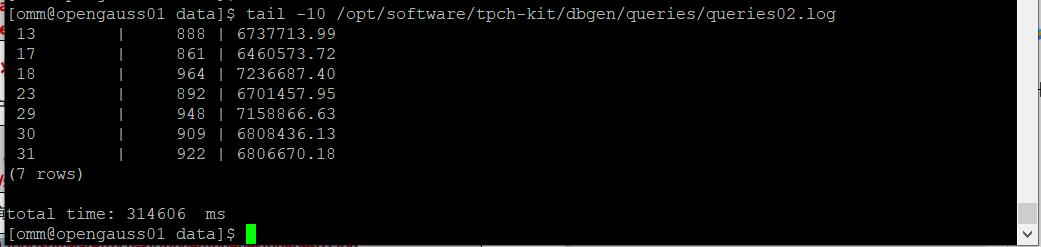 [omm@opengauss01 data]$ tail -10 /opt/software/tpch-kit/dbgen/queries/queries02.log
13 | 888 | 6737713.99
17 | 861 | 6460573.72
18 | 964 | 7236687.40
23 | 892 | 6701457.95
29 | 948 | 7158866.63
30 | 909 | 6808436.13
31 | 922 | 6806670.18
(7 rows)
total time: 314606 ms
[omm@opengauss01 data]$